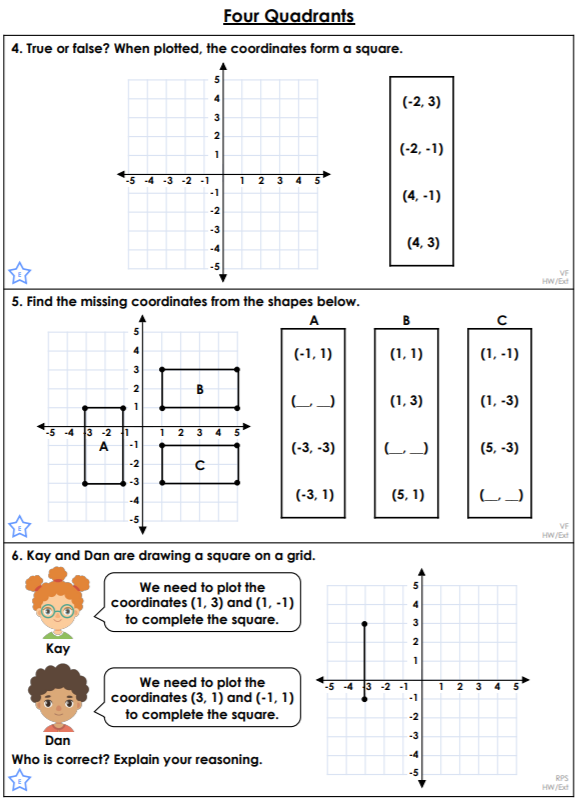 Four Quadrants
4. True or false? When plotted, the coordinates form a square.
5
4
3
2
1
-5 -4 -3 -2 -1 1 2 3 4 5
-1
-2
-3
-4
-5
(-2, 3)
(-2, -1)
(4, -1)
(4, 3)
E
VF
HW/Ext
5. Find the missing coordinates from the shapes below.
5
4
3
2
1
-5 -4 -3 -2 -1 1 2 3 4 5
-1
-2
-3
-4
-5
A
B
C
A B C
(-1, 1) (1, 1) (1, -1)
(__, __) (1, 3) (1, -3)
(-3, -3) (__, __) (5, -3)
(-3, 1) (5, 1) (__, __)
E
VF
HW/Ext
6. Kay and Dan are drawing a square on a grid.
We need to plot the
coordinates (1, 3) and (1, -1)
to complete the square.
Kay
We need to plot the
coordinates (3, 1) and (-1, 1)
to complete the square.
Dan
5
4
3
2
1
-5 -4 -3 -2 -1 1 2 3 4 5
-1
-2
-3
-4
-5
Who is correct? Explain your reasoning.
E
RPS
HW/Ext